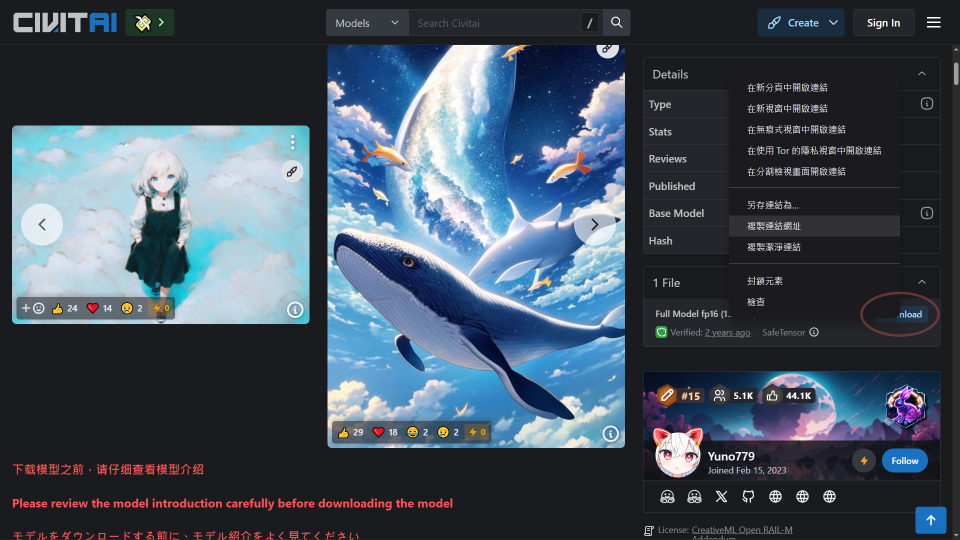 CIVITAI
Models
Search Civitai
/
Create
Sign In
24
14
2
0
29
18
2
2
0
下载模型之前，请仔细查看模型介绍
Please review the model introduction carefully before downloading the model
モデルをダウンロードする前に、モデル紹介をよく見てください
Details
Type
Stats
Reviews
Published
Base Model
Hash
在新分頁中開啟連結
在新視窗中開啟連結
在無痕式視窗中開啟連結
在使用 Tor 的隱私視窗中開啟連結
在分割檢視畫面開啟連結
另存連結為...
複製連結網址
複製潔淨連結
封鎖元素
檢查
1 File
Full Model fp16 (1.
nload
Verified: 2 years ago
SafeTensor
#15
5.1K
44.1K
Yuno779
Joined Feb 15, 2023
Follow
License: CreativeML Open RAIL-M
Addendum